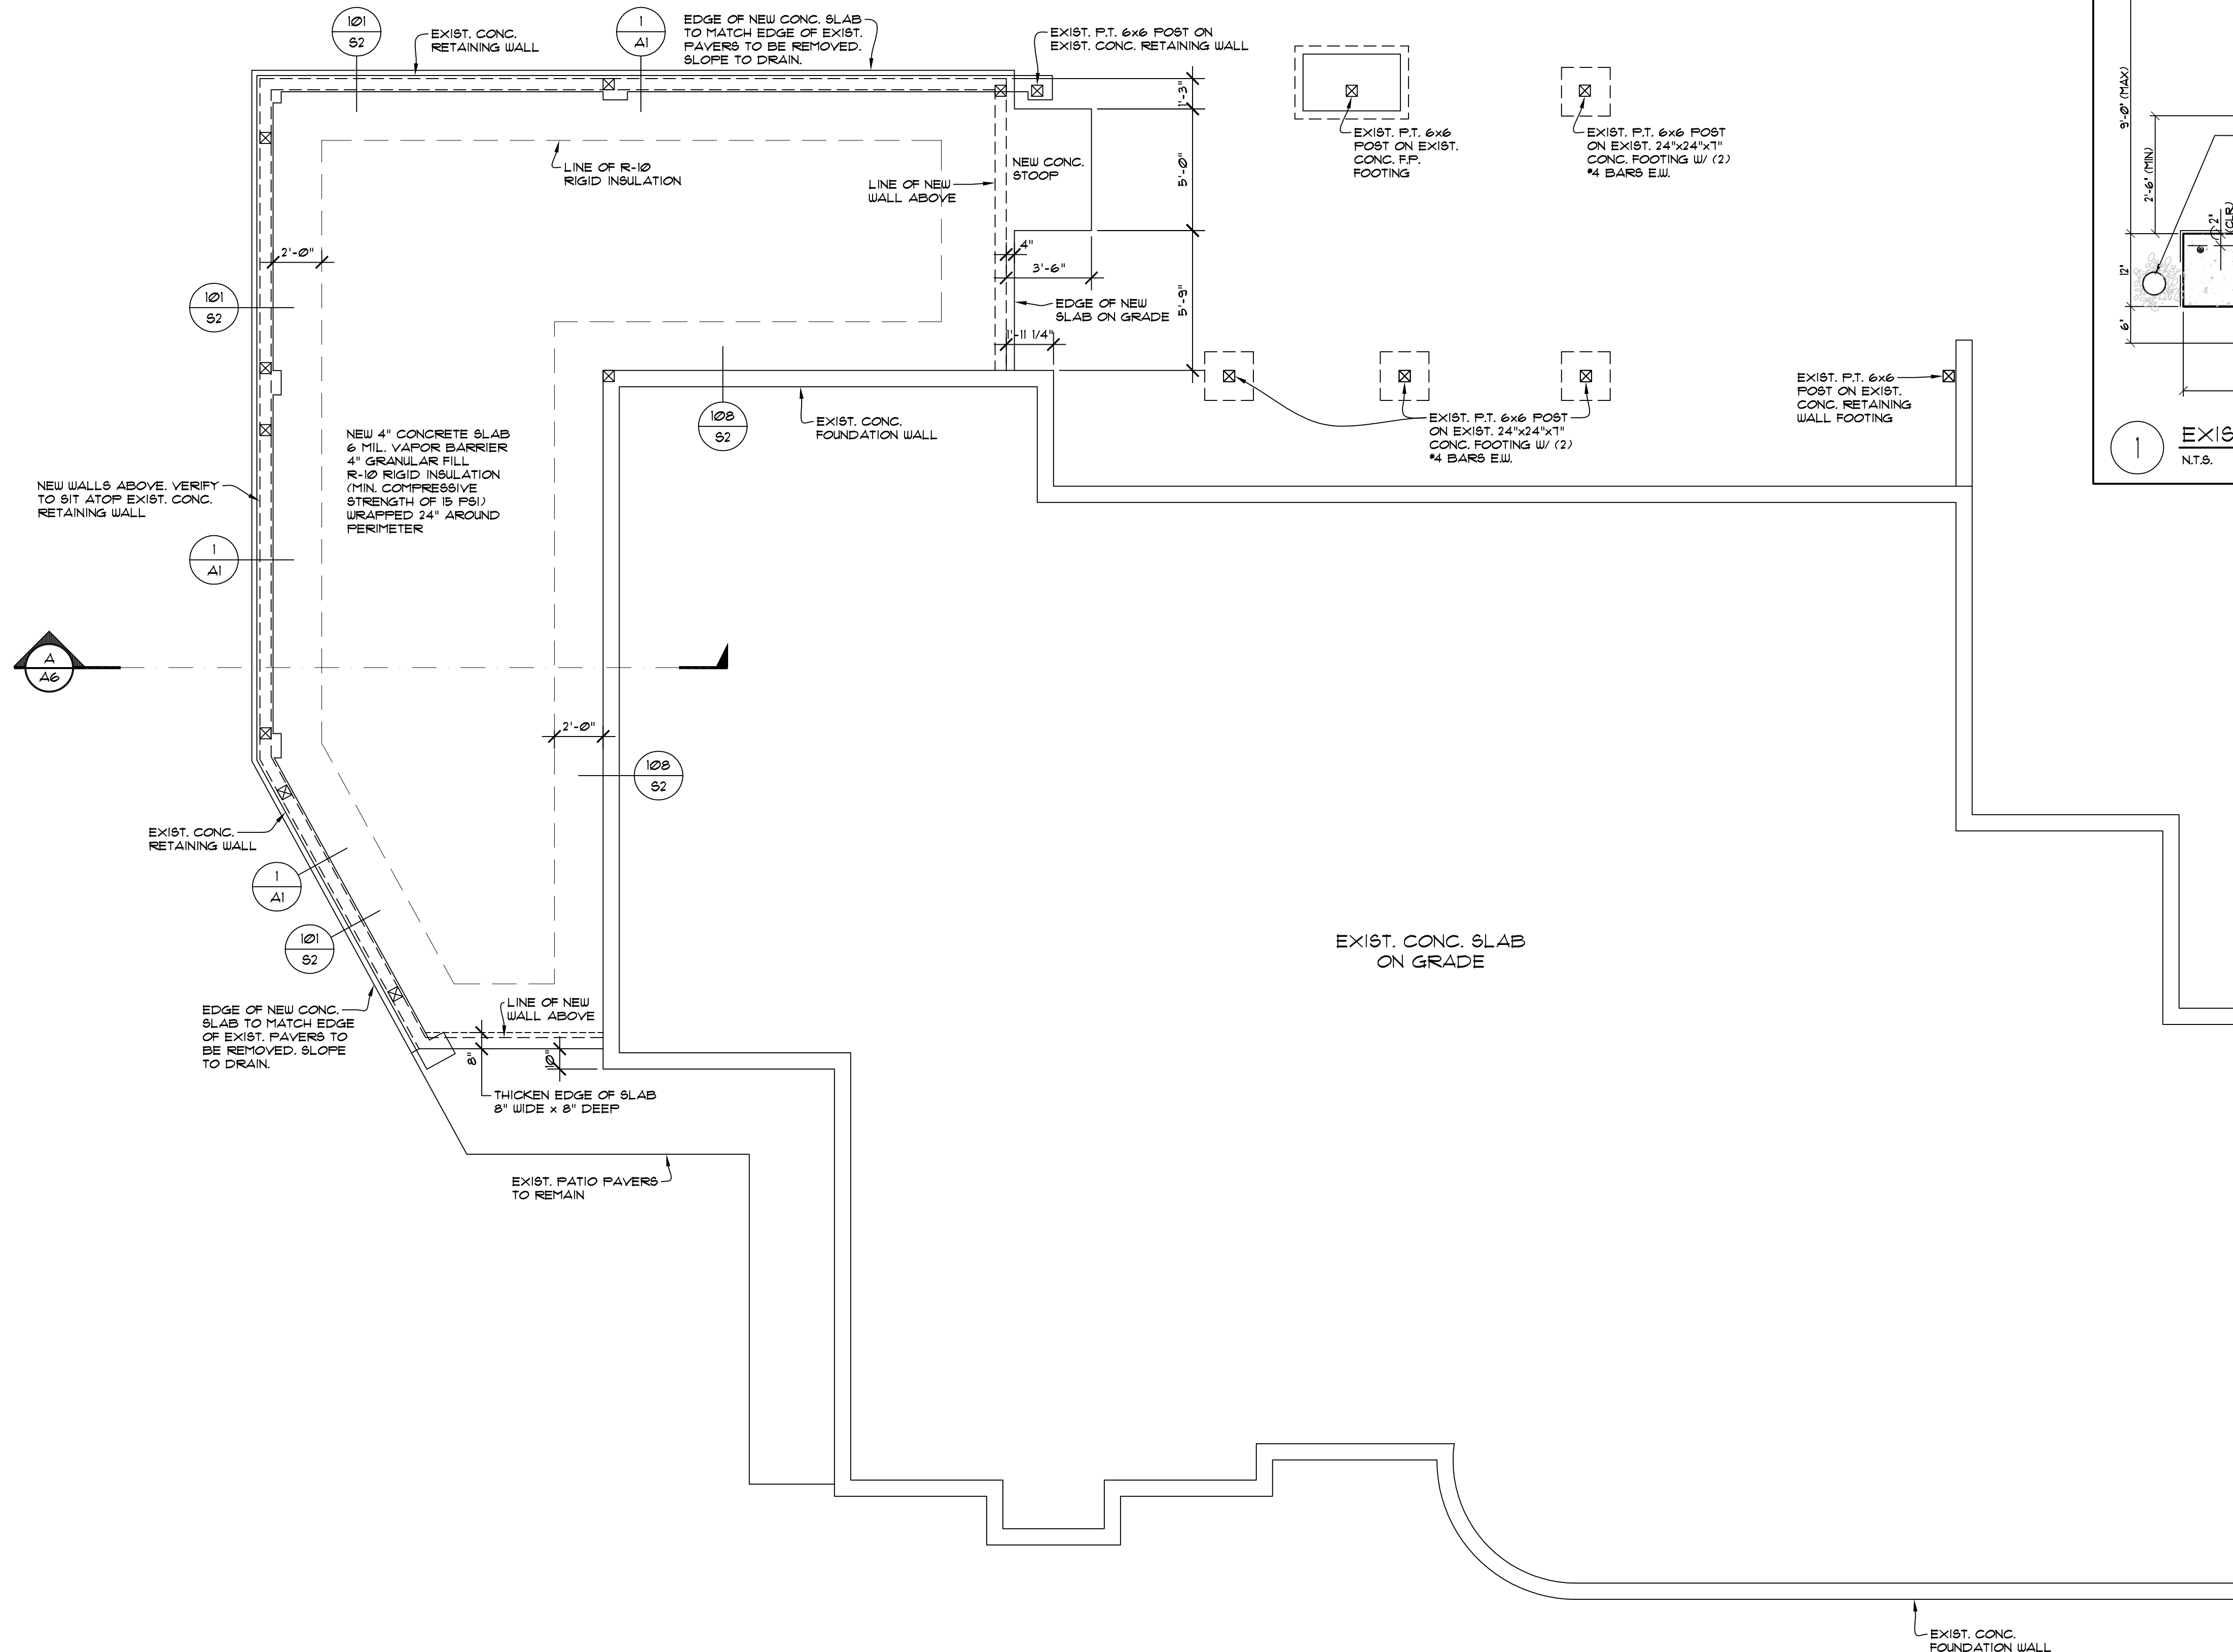 101
S2
EXIST. CONC.
RETAINING WALL
1
A1
EDGE OF NEW CONC. SLAB
TO MATCH EDGE OF EXIST.
PAVERS TO BE REMOVED.
SLOPE TO DRAIN.
EXIST. P.T. 6x6 POST ON
EXIST. CONC. RETAINING WALL
1'-3"
EXIST. P.T. 6x6
POST ON EXIST.
CONC. F.P.
FOOTING
EXIST. P.T. 6x6 POST
ON EXIST. 24"x24"x7"
CONC. FOOTING W/ (2)
#4 BARS E.W.
9'-0" (MAX)
2'-6" (MIN)
2"
(CLR)
12"
6"
1
EXIS
N.T.S.
LINE OF R-10
RIGID INSULATION
LINE OF NEW
WALL ABOVE
NEW CONC.
STOOP
5'-0"
2'-0"
4"
3'-6"
EDGE OF NEW
SLAB ON GRADE
5'-9"
1'-11 1/4"
101
S2
108
S2
EXIST. CONC.
FOUNDATION WALL
EXIST. P.T. 6x6 POST
ON EXIST. 24"x24"x7"
CONC. FOOTING W/ (2)
#4 BARS E.W.
EXIST. P.T. 6x6
POST ON EXIST.
CONC. RETAINING
WALL FOOTING
NEW 4" CONCRETE SLAB
6 MIL. VAPOR BARRIER
4" GRANULAR FILL
R-10 RIGID INSULATION
(MIN. COMPRESSIVE
STRENGTH OF 15 PSI)
WRAPPED 24" AROUND
PERIMETER
NEW WALLS ABOVE. VERIFY
TO SIT ATOP EXIST. CONC.
RETAINING WALL
1
A1
A
A6
2'-0"
108
S2
EXIST. CONC.
RETAINING WALL
1
A1
101
S2
EXIST. CONC. SLAB
ON GRADE
EDGE OF NEW CONC.
SLAB TO MATCH EDGE
OF EXIST. PAVERS TO
BE REMOVED. SLOPE
TO DRAIN.
LINE OF NEW
WALL ABOVE
8"
10"
THICKEN EDGE OF SLAB
8" WIDE x 8" DEEP
EXIST. PATIO PAVERS
TO REMAIN
EXIST. CONC.
FOUNDATION WALL